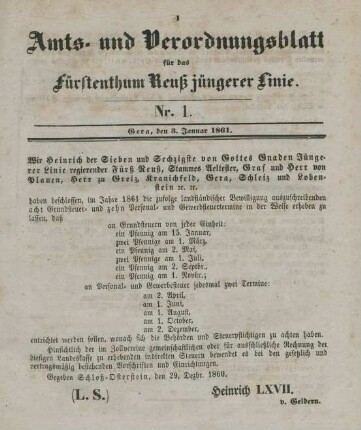 1
Amts- und Verordnungsblatt
für das
Fürstenthum Reuß jüngerer Linie.
Nr. 1.
Gera, den 3. Januar 1861.
Wir Heinrich der Sieben und Sechzigste von Gottes Gnaden Jünge-
rer Linie regierender Fürst Reuß, Stammes Aeltester, Graf und Herr von
Plauen, Herr zu Greiz, Kranichfeld, Gera, Schleiz und Loben-
stein ꝛc. ꝛc.
haben beschlossen, im Jahre 1861 die zufolge landständischer Bewilligung auszuschreibenden
acht Grundsteuer- und zehn Personal- und Gewerbsteuertermine in der Weise erheben zu
lassen, daß
an Grundsteuern von jeder Einheit:
ein Pfennig am 15. Januar,
zwei Pfennige am 1. März,
ein Pfennig am 2. Mai,
zwei Pfennige am 1. Juli,
ein Pfennig am 2. Septbr.
ein Pfennig am 1. Novbr.,
an Personal- und Gewerbesteuer jedesmal zwei Termine:
am 2. April,
am 1. Juni,
am 1. August,
am 1. October,
am 2. Dezember,
entrichtet werden sollen, wonach sich die Behörden und Steuerpflichtigen zu achten haben.
Hinsichtlich der im Zollvereine gemeinschaftlichen oder für ausschließliche Rechnung der
diesigen Landeskasse zu erhebenden indirekten Steuern bewendet es bei den gesetzlich und
vertragsmäßig bestehenden Vorschriften und Einrichtungen.
Gegeben Schloß-Osterstein, den 29. Dezbr. 1860.
(L. S.) Heinrich LXVII.
v. Geldern.